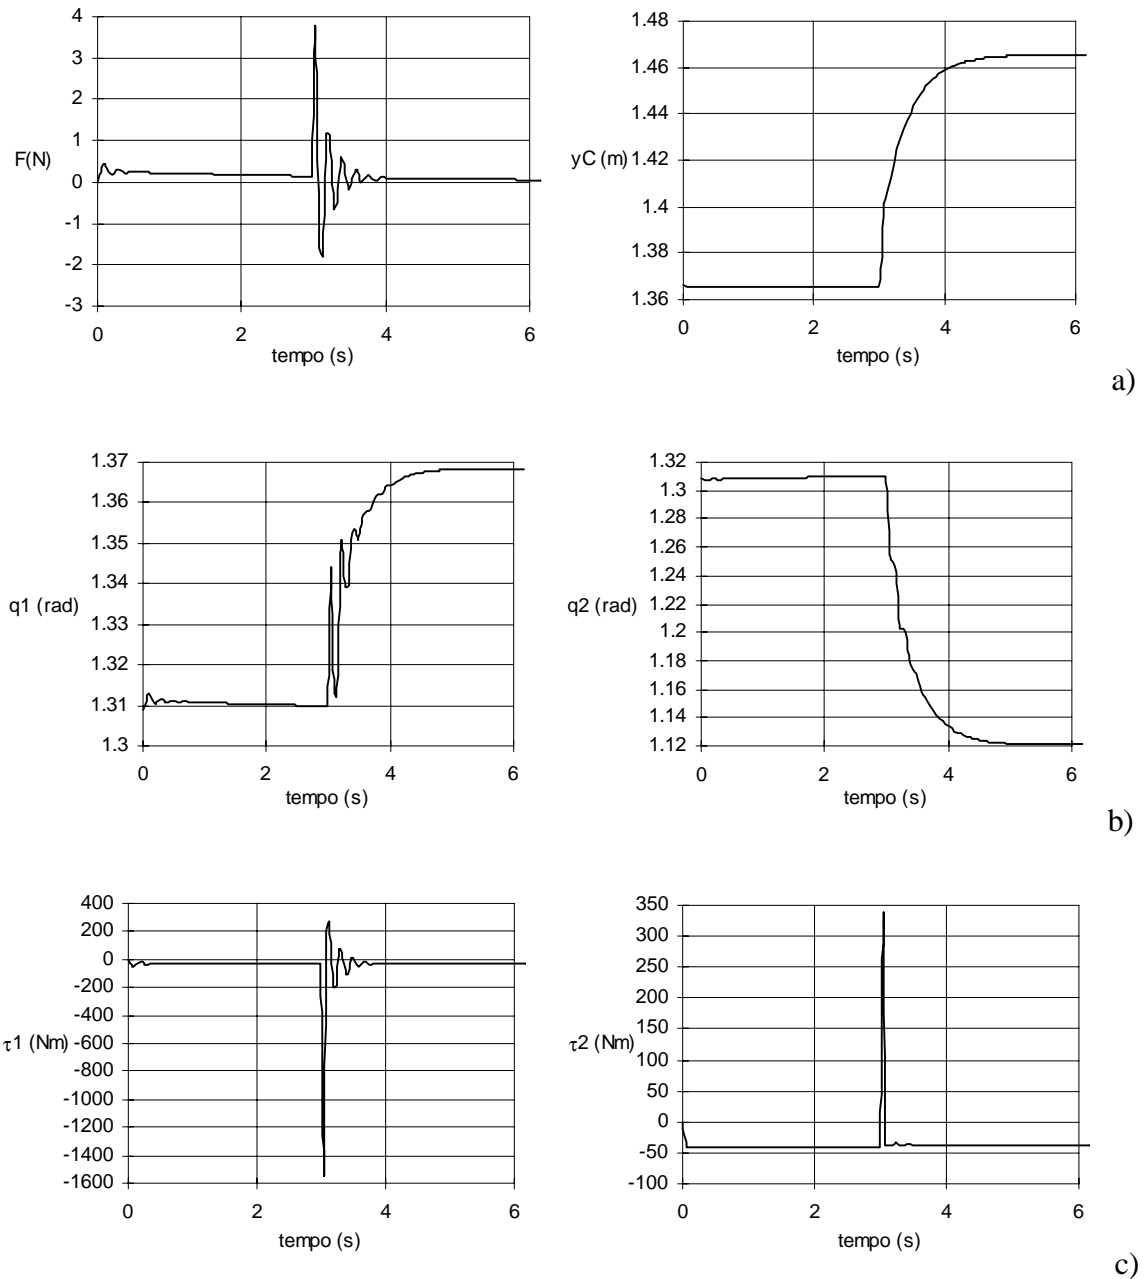 4
3
2
1
0
-1
-2
-3
F(N)
0 2 4 6
tempo (s)
1.48
1.46
1.44
1.42
1.4
1.38
1.36
yC (m)
0 2 4 6
tempo (s)
a)
1.37
1.36
1.35
1.34
1.33
1.32
1.31
1.3
q1 (rad)
0 2 4 6
tempo (s)
1.32
1.3
1.28
1.26
1.24
1.22
1.2
1.18
1.16
1.14
1.12
q2 (rad)
0 2 4 6
tempo (s)
b)
400
200
0
-200
-400
-600
-800
-1000
-1200
-1400
-1600
τ1 (Nm)
0 2 4 6
tempo (s)
350
300
250
200
150
100
50
0
-50
-100
τ2 (Nm)
0 2 4 6
tempo (s)
c)